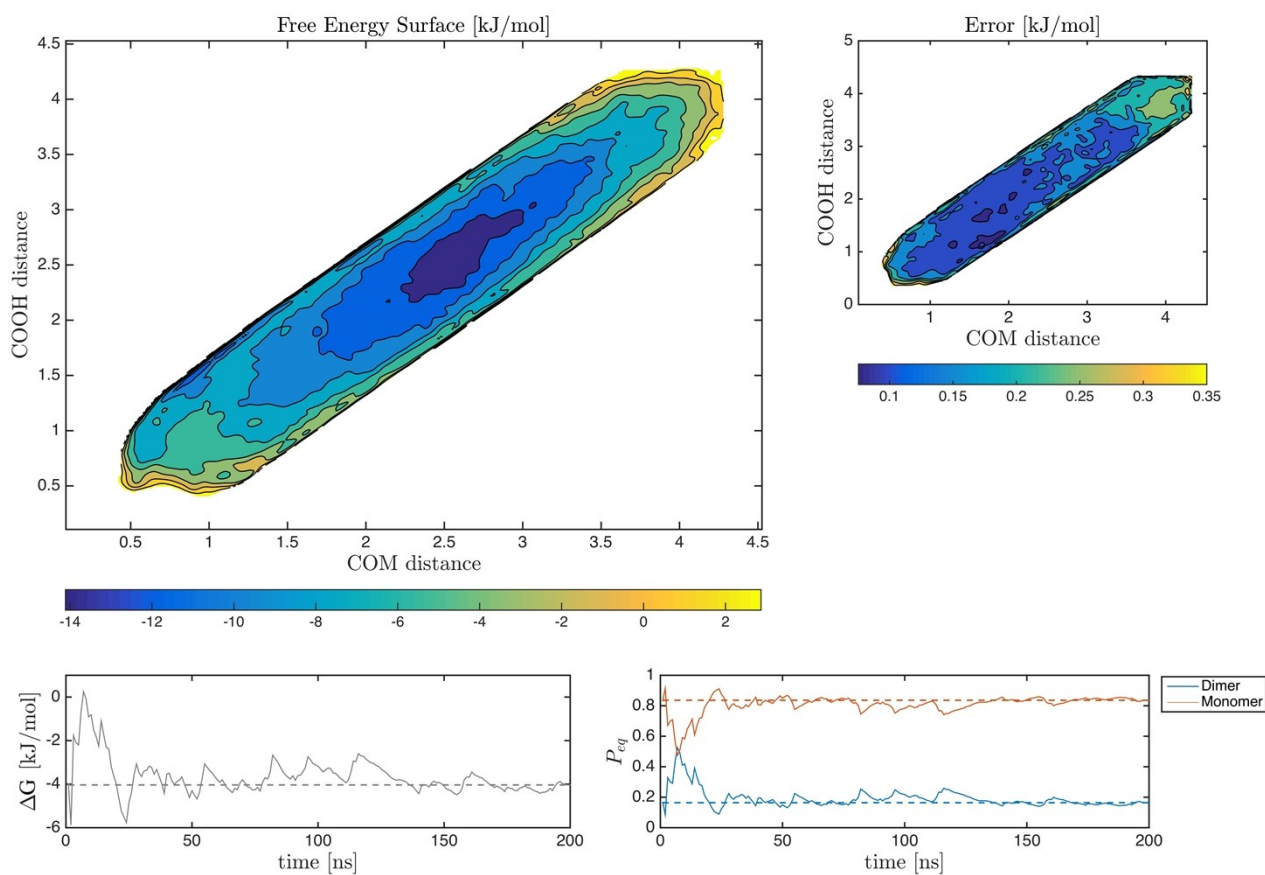 Free Energy Surface [kJ/mol]
4.5
4
3.5
3
2.5
2
1.5
1
0.5
COOH distance
0.5 1 1.5 2 2.5 3 3.5 4 4.5
COM distance
-14 -12 -10 -8 -6 -4 -2 0 2
Error [kJ/mol]
5
4
3
2
1
0
COOH distance
1 2 3 4
COM distance
0.1 0.15 0.2 0.25 0.3 0.35
0
-2
-4
-6
ΔG [kJ/mol]
0 50 100 150 200
time [ns]
1
0.8
0.6
0.4
0.2
0
P_eq
0 50 100 150 200
time [ns]
Dimer
Monomer